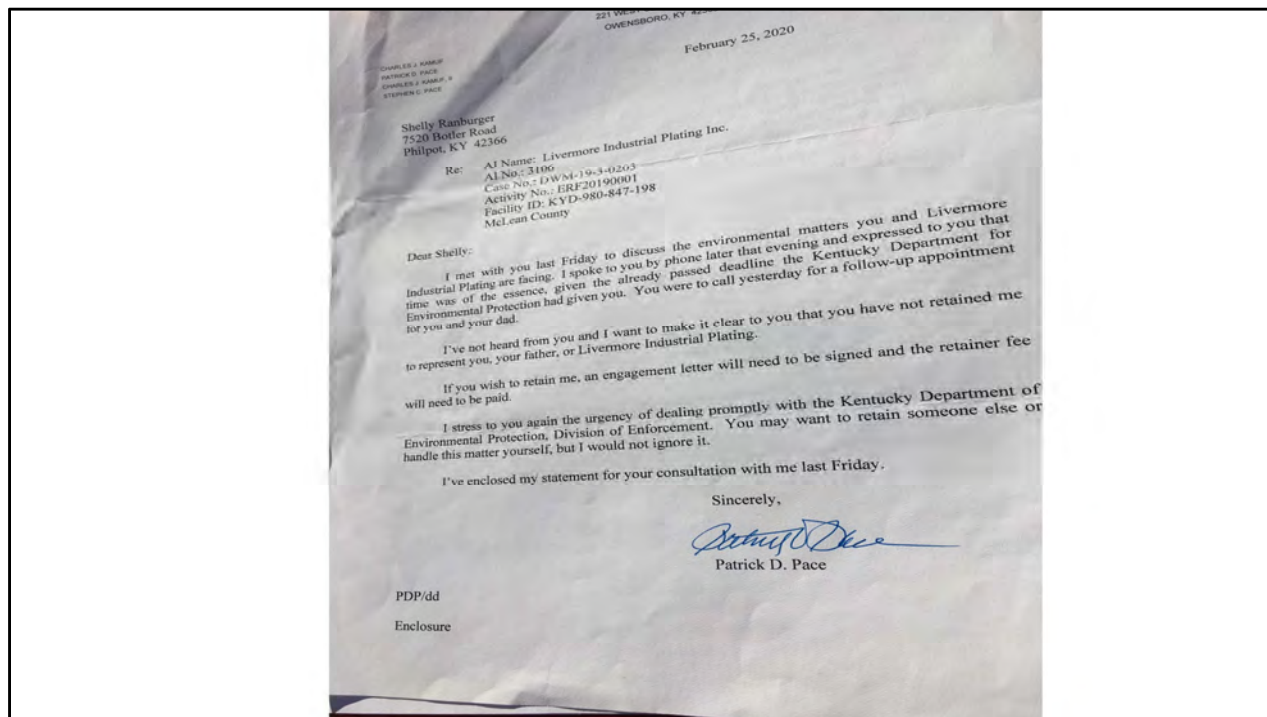 221 WEST
OWENSBORO, KY
February 25, 2020
CHARLES J. KAMUF
PATRICK D. PACE
CHARLES J. KAMUF, II
STEPHEN C. PACE
Shelly Ranburger
7520 Botler Road
Philpot, KY 42366
Re: AI Name: Livermore Industrial Plating Inc.
AI No.: 3100
Case No.: DWM-19-3-0203
Activity No.: ERF20190001
Facility ID: KYD-980-847-198
McLean County
Dear Shelly:
I met with you last Friday to discuss the environmental matters you and Livermore
Industrial Plating are facing. I spoke to you by phone later that evening and expressed to you that
time was of the essence, given the already passed deadline the Kentucky Department for
Environmental Protection had given you. You were to call yesterday for a follow-up appointment
for you and your dad.
I've not heard from you and I want to make it clear to you that you have not retained me
to represent you, your father, or Livermore Industrial Plating.
If you wish to retain me, an engagement letter will need to be signed and the retainer fee
will need to be paid.
I stress to you again the urgency of dealing promptly with the Kentucky Department of
Environmental Protection, Division of Enforcement. You may want to retain someone else or
handle this matter yourself, but I would not ignore it.
I've enclosed my statement for your consultation with me last Friday.
Sincerely,
Patrick D. Pace
PDP/dd
Enclosure